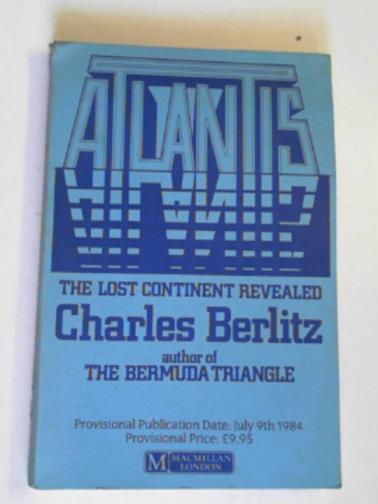 ATLANTIS
THE LOST CONTINENT REVEALED
Charles Berlitz
author of
THE BERMUDA TRIANGLE
Provisional Publication Date: July 9th 1984
Provisional Price: £9.95
M MACMILLAN
LONDON